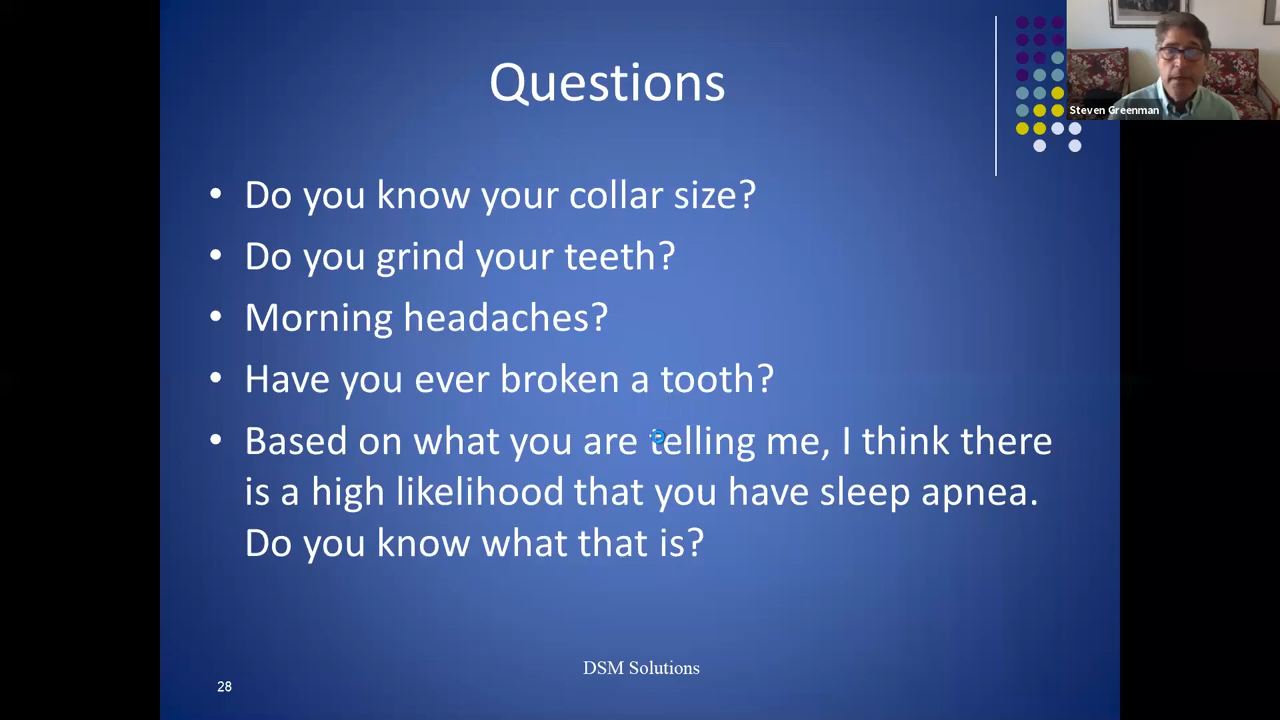 Questions
Steven Greenman
• Do you know your collar size?
• Do you grind your teeth?
• Morning headaches?
• Have you ever broken a tooth?
• Based on what you are telling me, I think there
is a high likelihood that you have sleep apnea.
Do you know what that is?
DSM Solutions
28